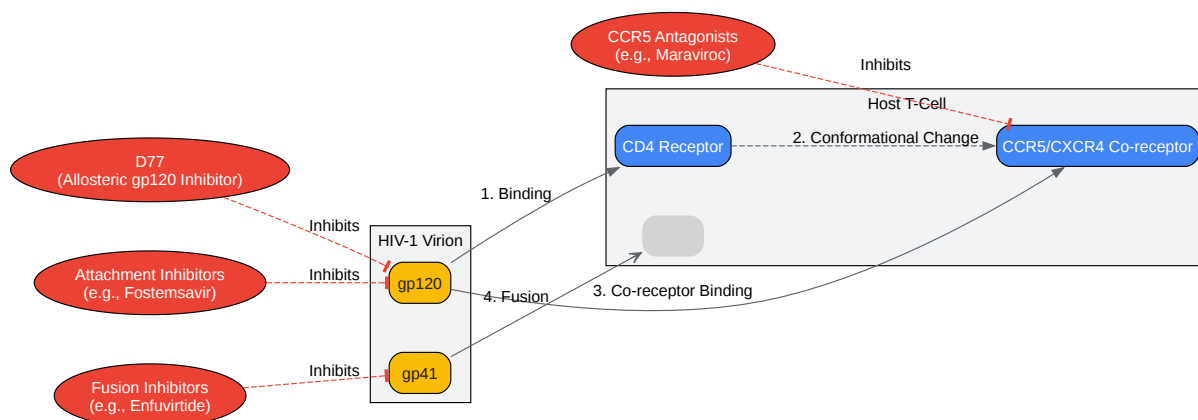 CCR5 Antagonists
(e.g., Maraviroc)
Inhibits
Host T-Cell
CD4 Receptor
2. Conformational Change
CCR5/CXCR4 Co-receptor
D77
(Allosteric gp120 Inhibitor)
1. Binding
Inhibits
HIV-1 Virion
Attachment Inhibitors
(e.g., Fostemsavir)
Inhibits
gp120
4. Fusion
3. Co-receptor Binding
Fusion Inhibitors
(e.g., Enfuvirtide)
Inhibits
gp41